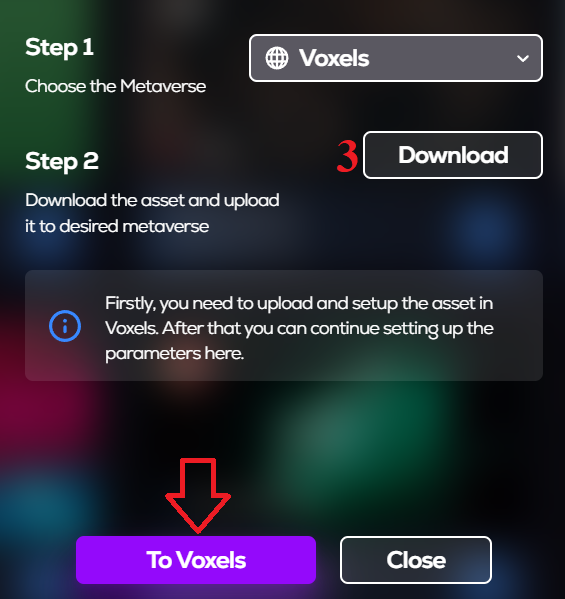 Step 1
Voxels
Choose the Metaverse
3 Download
Step 2
Download the asset and upload
it to desired metaverse
Firstly, you need to upload and setup the asset in
Voxels. After that you can continue setting up the
parameters here.
To Voxels
Close